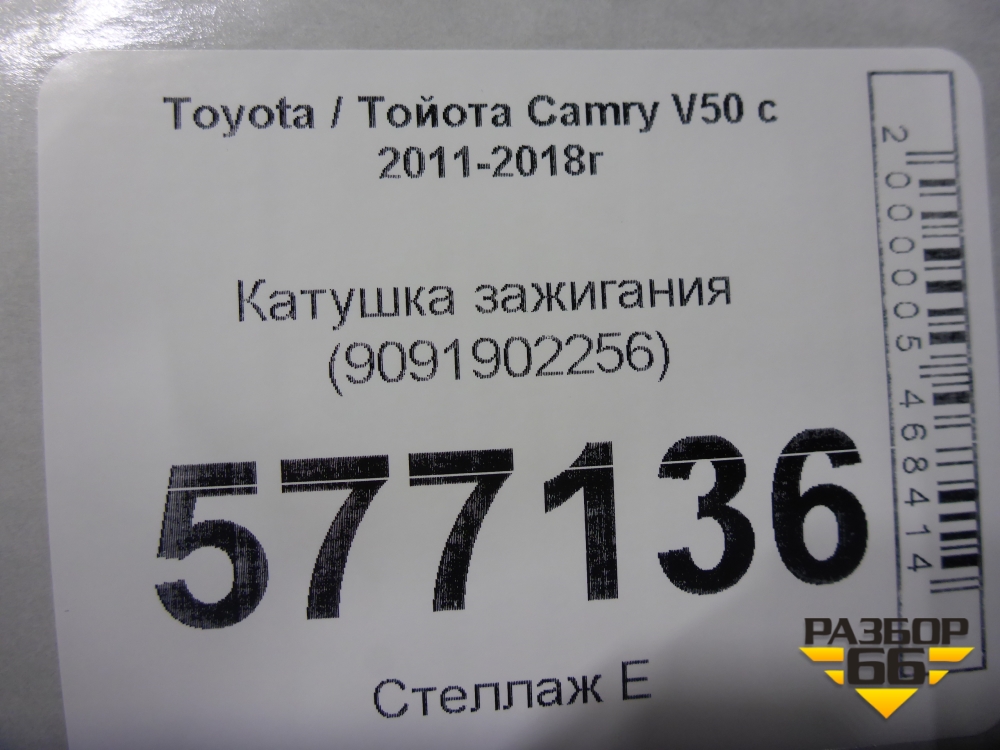 Toyota / Тойота Camry V50 с
2011-2018г
Катушка зажигания
(9091902256)
577136
Стеллаж Е
2000005468414
РАЗБОР
66